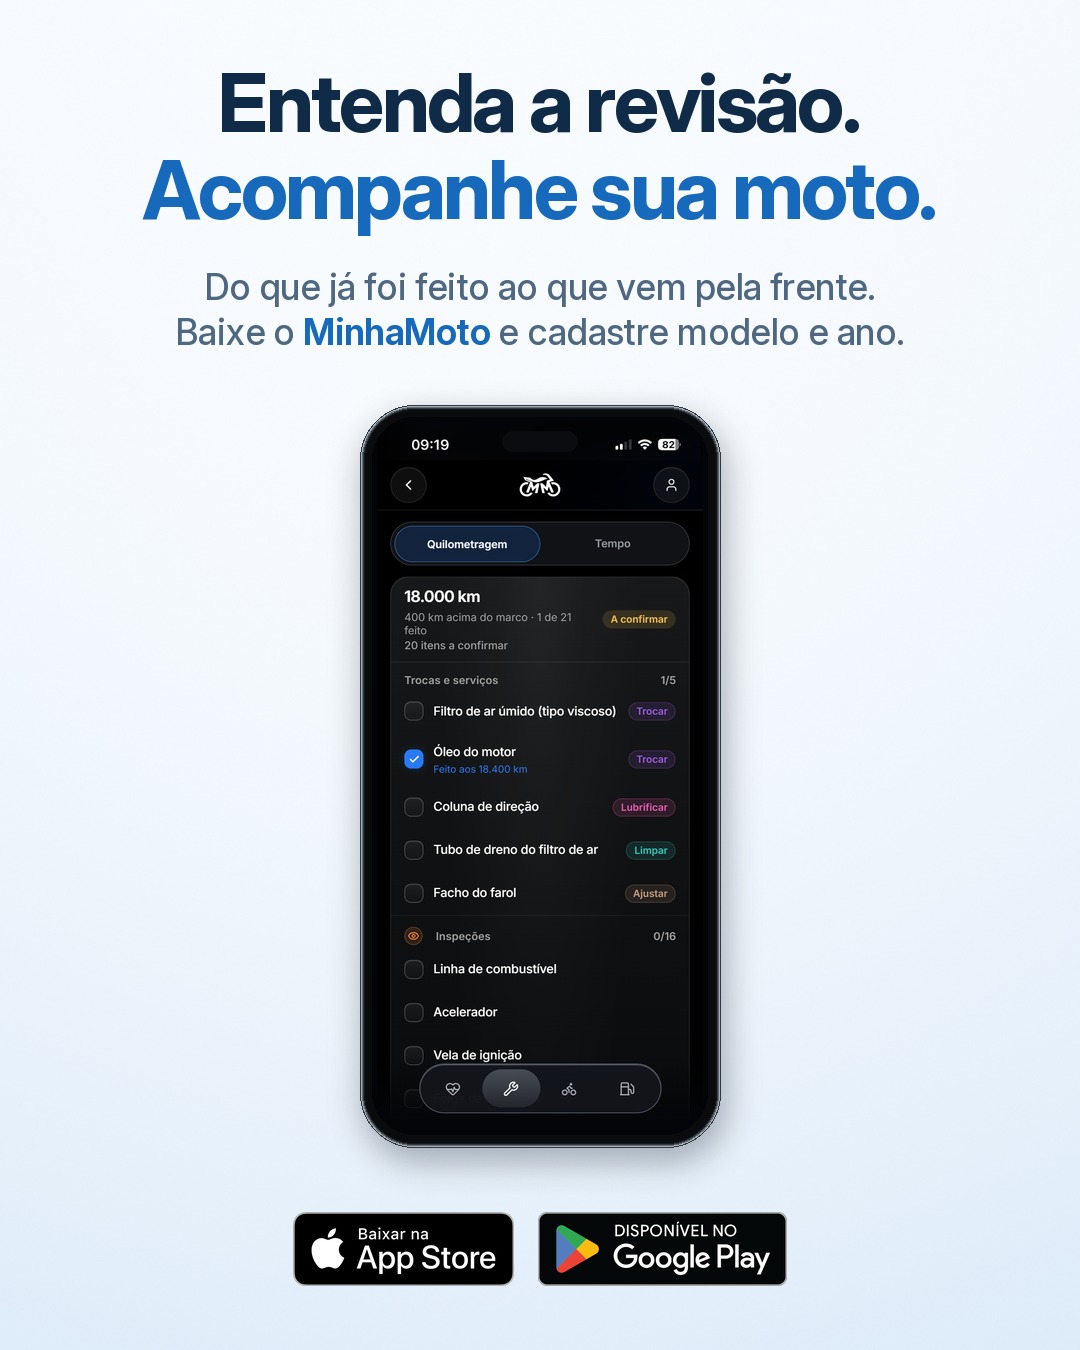 Entenda a revisão.
Acompanhe sua moto.
Do que já foi feito ao que vem pela frente.
Baixe o MinhaMoto e cadastre modelo e ano.
09:19
82
MM
Quilometragem
Tempo
18.000 km
400 km acima do marco · 1 de 21
feito
20 itens a confirmar
A confirmar
Trocas e serviços
1/5
Filtro de ar úmido (tipo viscoso)
Trocar
Óleo do motor
Feito aos 18.400 km
Trocar
Coluna de direção
Lubrificar
Tubo de dreno do filtro de ar
Limpar
Facho do farol
Ajustar
Inspeções
0/16
Linha de combustível
Acelerador
Vela de ignição
Baixar na
App Store
DISPONÍVEL NO
Google Play